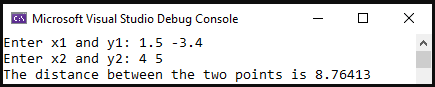 Microsoft Visual Studio Debug Console
Enter x1 and y1: 1.5 -3.4
Enter x2 and y2: 4 5
The distance between the two points is 8.76413